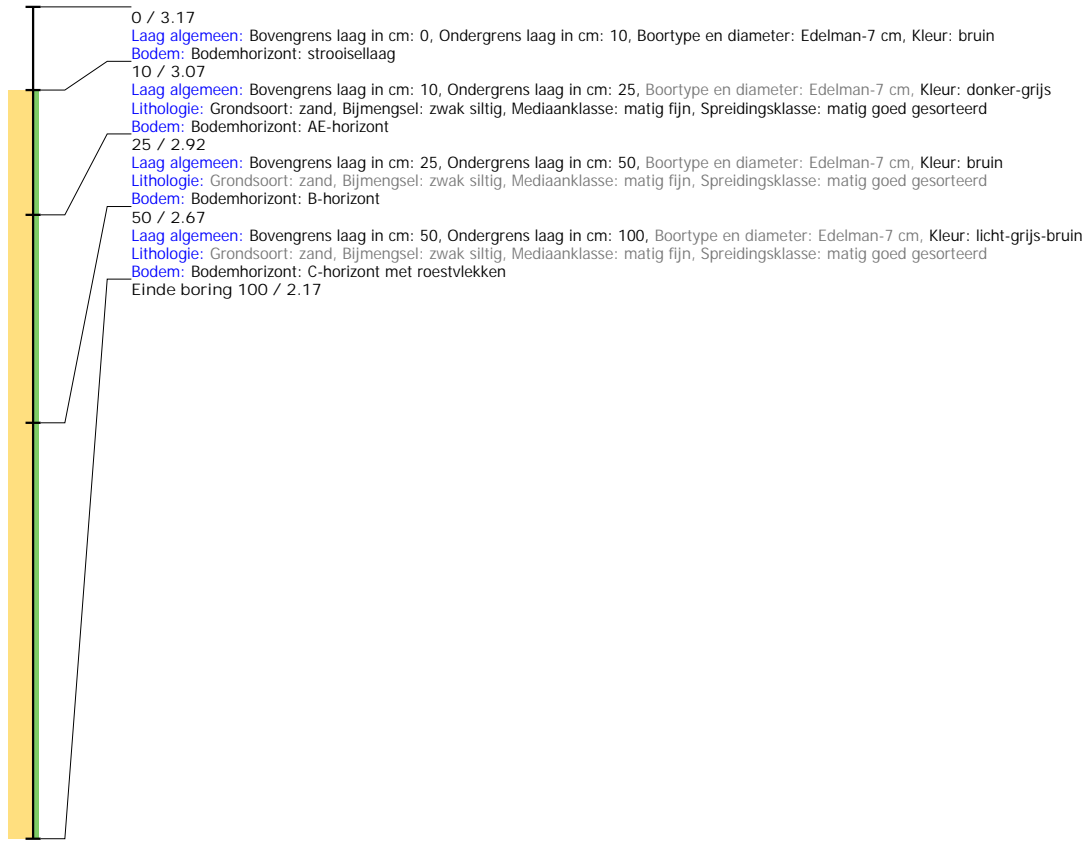 0 / 3.17
Laag algemeen: Bovengrens laag in cm: 0, Ondergrens laag in cm: 10, Boortype en diameter: Edelman-7 cm, Kleur: bruin
Bodem: Bodemhorizont: strooisellaag
10 / 3.07
Laag algemeen: Bovengrens laag in cm: 10, Ondergrens laag in cm: 25, Boortype en diameter: Edelman-7 cm, Kleur: donker-grijs
Lithologie: Grondsoort: zand, Bijmengsel: zwak siltig, Mediaanklasse: matig fijn, Spreidingsklasse: matig goed gesorteerd
Bodem: Bodemhorizont: AE-horizont
25 / 2.92
Laag algemeen: Bovengrens laag in cm: 25, Ondergrens laag in cm: 50, Boortype en diameter: Edelman-7 cm, Kleur: bruin
Lithologie: Grondsoort: zand, Bijmengsel: zwak siltig, Mediaanklasse: matig fijn, Spreidingsklasse: matig goed gesorteerd
Bodem: Bodemhorizont: B-horizont
50 / 2.67
Laag algemeen: Bovengrens laag in cm: 50, Ondergrens laag in cm: 100, Boortype en diameter: Edelman-7 cm, Kleur: licht-grijs-bruin
Lithologie: Grondsoort: zand, Bijmengsel: zwak siltig, Mediaanklasse: matig fijn, Spreidingsklasse: matig goed gesorteerd
Bodem: Bodemhorizont: C-horizont met roestvlekken
Einde boring 100 / 2.17